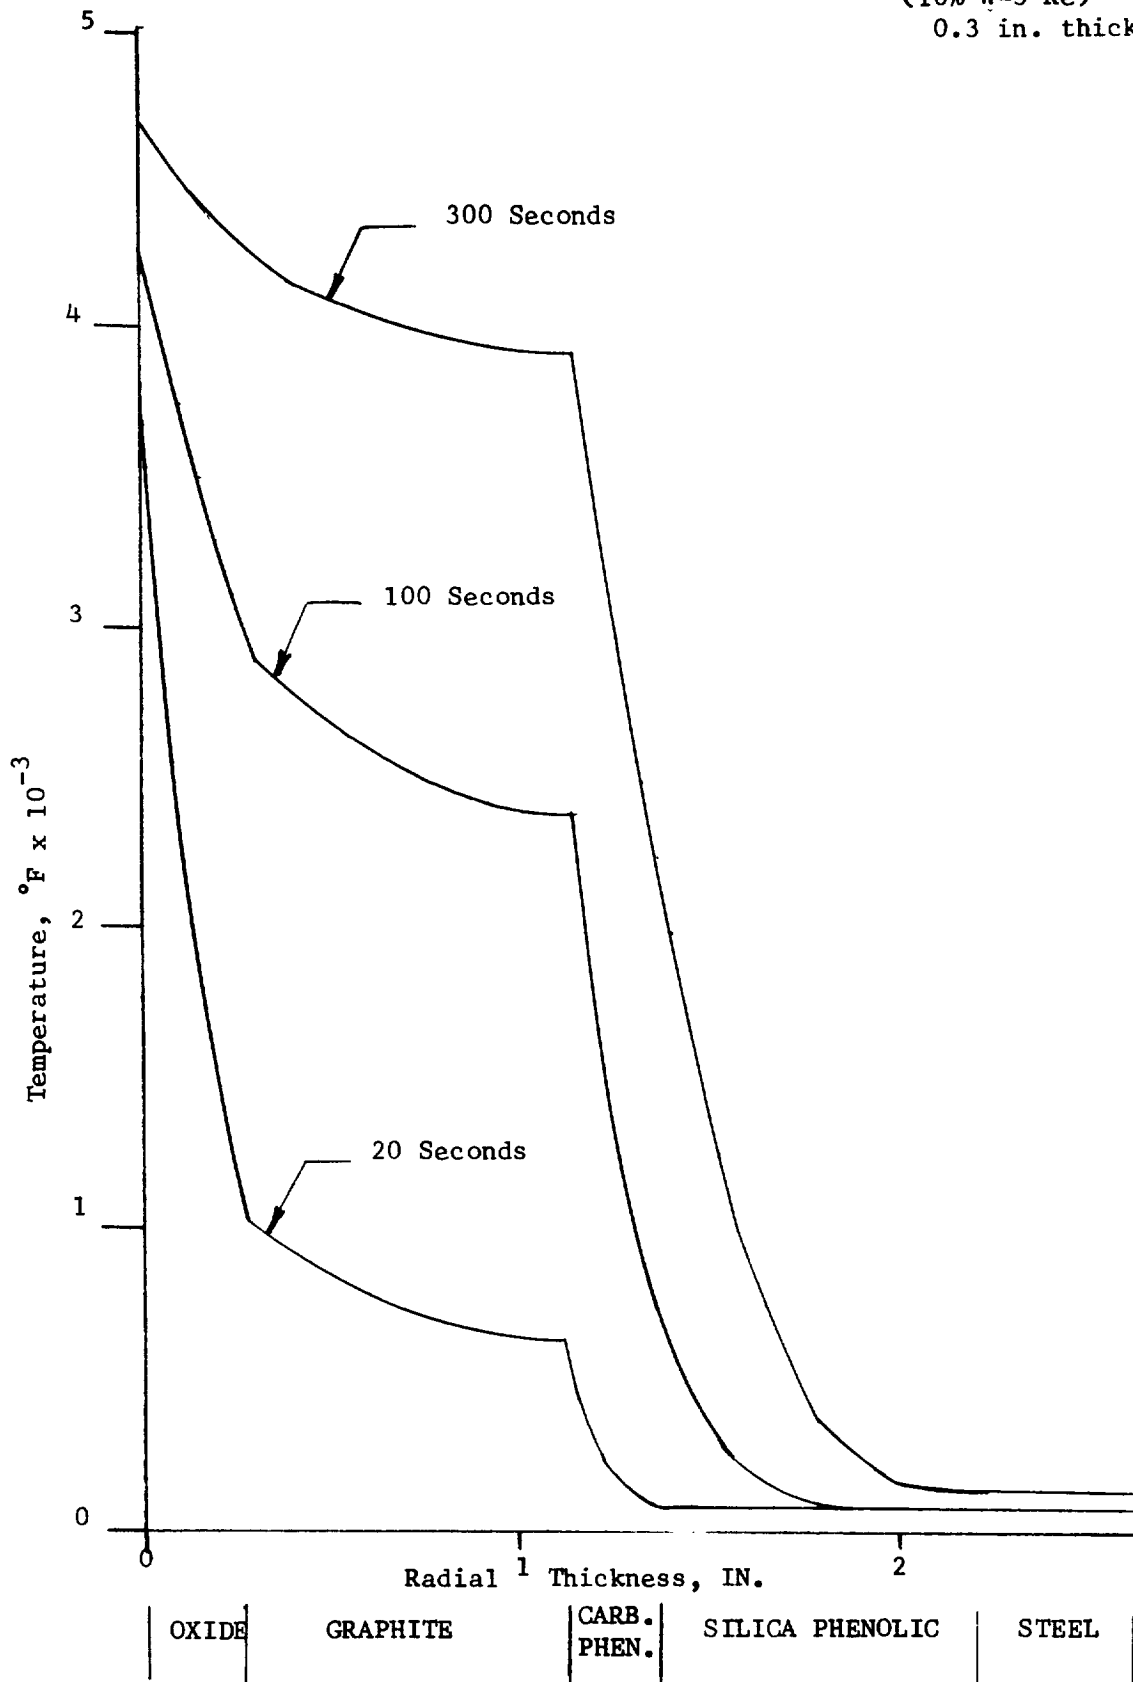 0.3 in. thick
5
300 Seconds
4
100 Seconds
3
Temperature, °F x 10⁻³
2
20 Seconds
1
0
0 1 2
Radial Thickness, IN.
OXIDE GRAPHITE CARB. PHEN. SILICA PHENOLIC STEEL